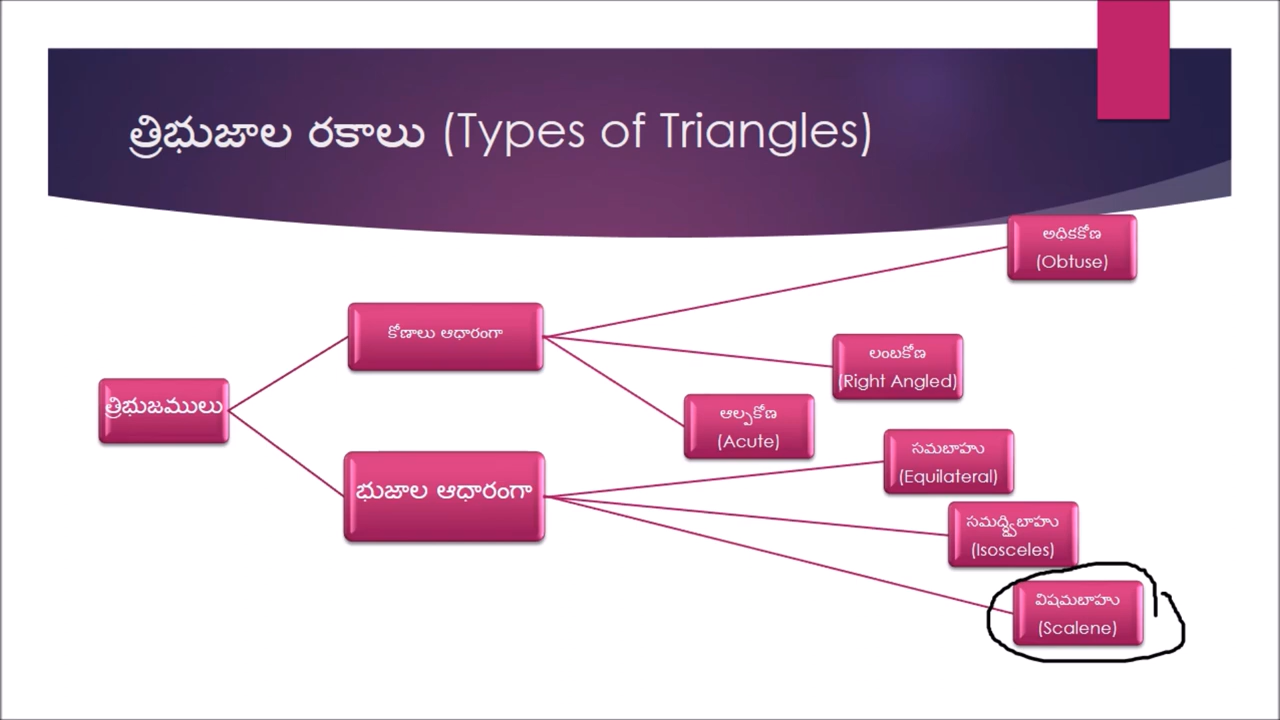 త్రిభుజాల రకాలు (Types of Triangles)
త్రిభుజములు
కోణాలు ఆధారంగా
అధికకోణ
(Obtuse)
లంబకోణ
(Right Angled)
ఆల్పకోణ
(Acute)
భుజాల ఆధారంగా
సమబాహు
(Equilateral)
సమద్విబాహు
(Isosceles)
విషమబాహు
(Scalene)